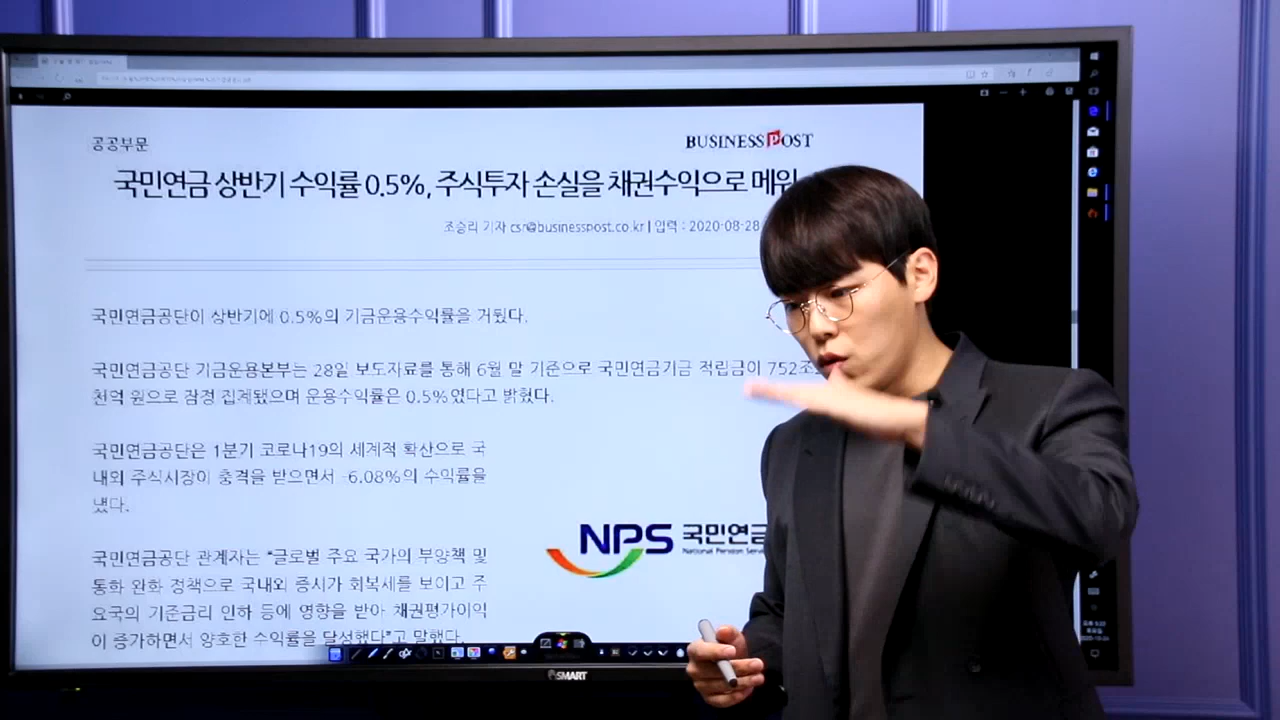 공공부문
BUSINESSPOST
국민연금 상반기 수익률 0.5%, 주식투자 손실을 채권수익으로 메워
조승리 기자 csr@businesspost.co.kr | 입력 : 2020-08-28
국민연금공단이 상반기에 0.5%의 기금운용수익률을 거뒀다.
국민연금공단 기금운용본부는 28일 보도자료를 통해 6월 말 기준으로 국민연금기금 적립금이 752조
천억 원으로 잠정 집계됐으며 운용수익률은 0.5%였다고 밝혔다.
국민연금공단은 1분기 코로나19의 세계적 확산으로 국
내외 주식시장이 충격을 받으면서 -6.08%의 수익률을
냈다.
NPS 국민연금
National Pension
국민연금공단 관계자는 “글로벌 주요 국가의 부양책 및
통화 완화 정책으로 국내외 증시가 회복세를 보이고 주
요국의 기준금리 인하 등에 영향을 받아 채권평가이익
이 증가하면서 양호한 수익률을 달성했다”고 말했다.
SMART